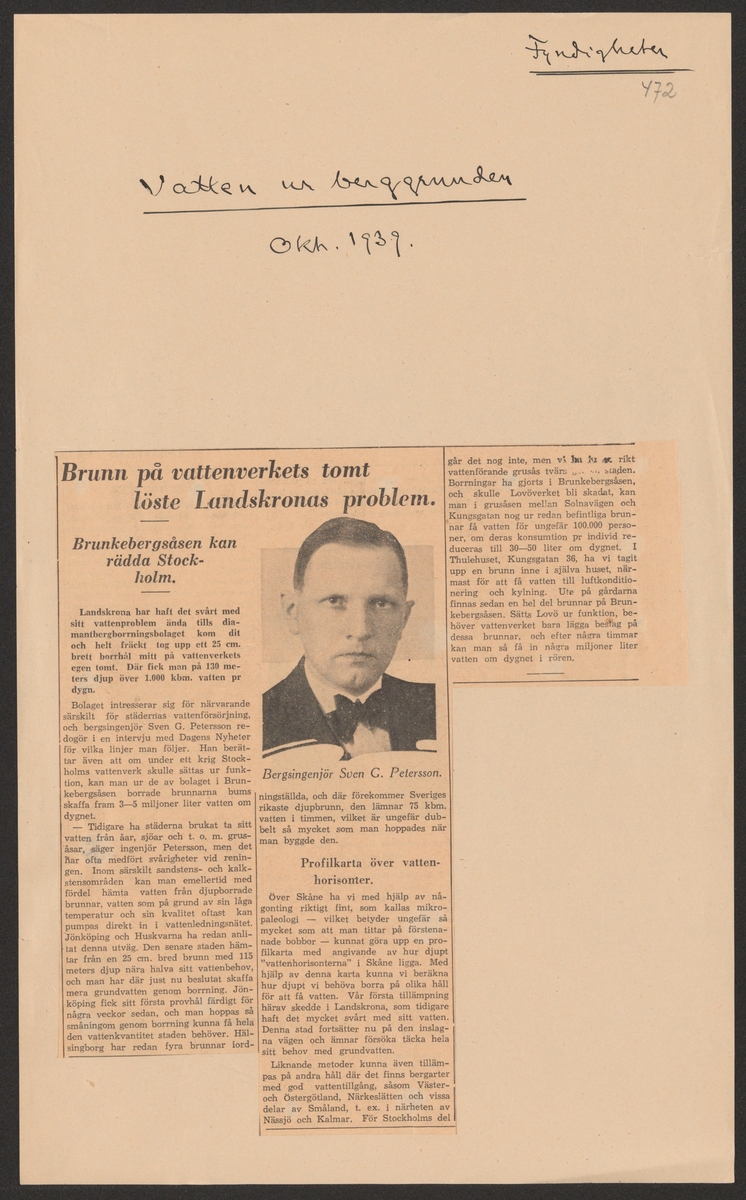 Fyndigheter
472
Vatten ur berggrunden
Okt. 1939.
Brunn på vattenverkets tomt
löste Landskronas problem.
Brunkebergsåsen kan
rädda Stock-
holm.
Landskrona har haft det svårt med
sitt vattenproblem ända tills dia-
mantbergborrningsbolaget kom dit
och helt fräckt tog upp ett 25 cm.
brett borrhål mitt på vattenverkets
egen tomt. Där fick man på 130 me-
ters djup över 1.000 kbm. vatten pr
dygn.
Bolaget intresserar sig för närvarande
särskilt för städernas vattenförsörjning,
och bergsingenjör Sven G. Petersson re-
dogör i en intervju med Dagens Nyheter
för vilka linjer man följer. Han berät-
tar även att om under ett krig Stock-
holms vattenverk skulle sättas ur funk-
tion, kan man ur de av bolaget i Brun-
kebergsåsen borrade brunnarna bums
skaffa fram 3—5 miljoner liter vatten om
dygnet.
— Tidigare ha städerna brukat ta sitt
vatten från åar, sjöar och t. o. m. grus-
åsar, säger ingenjör Petersson, men det
har ofta medfört svårigheter vid renin-
gen. Inom särskilt sandstens- och kalk-
stensområden kan man emellertid med
fördel hämta vatten från djupborrade
brunnar, vatten som på grund av sin låga
temperatur och sin kvalitet oftast kan
pumpas direkt in i vattenledningsnätet.
Jönköping och Huskvarna ha redan anli-
tat denna utväg. Den senare staden häm-
tar från en 25 cm. bred brunn med 115
meters djup nära halva sitt vattenbehov,
och man har där just nu beslutat skaffa
mera grundvatten genom borrning. Jön-
köping fick sitt första provhål färdigt för
några veckor sedan, och man hoppas så
småningom genom borrning kunna få hela
den vattenkvantitet staden behöver. Häl-
singborg har redan fyra brunnar iord-
Bergsingenjör Sven G. Petersson.
ningställda, och där förekommer Sveriges
rikaste djupbrunn, den lämnar 75 kbm.
vatten i timmen, vilket är ungefär dub-
belt så mycket som man hoppades när
man byggde den.
Profilkarta över vatten-
horisonter.
Över Skåne ha vi med hjälp av nå-
gonting riktigt fint, som kallas mikro-
paleologi — vilket betyder ungefär så
mycket som att man tittar på förstena-
nade bobbor — kunnat göra upp en pro-
filkarta med angivande av hur djupt
"vattenhorisonterna" i Skåne ligga. Med
hjälp av denna karta kunna vi beräkna
hur djupt vi behöva borra på olika håll
för att få vatten. Vår första tillämpning
härav skedde i Landskrona, som tidigare
haft det mycket svårt med sitt vatten.
Denna stad fortsätter nu på den inslag-
na vägen och ämnar försöka täcka hela
sitt behov med grundvatten.
Liknande metoder kunna även tilläm-
pas på andra håll där det finns bergarter
med god vattentillgång, såsom Väster-
och Östergötland, Närkeslätten och vissa
delar av Småland, t. ex. i närheten av
Nässjö och Kalmar. För Stockholms del
går det nog inte, men vi ha rikt
vattenförande grusås tvärs staden.
Borrningar ha gjorts i Brunkebergsåsen,
och skulle Lovöverket bli skadat, kan
man i grusåsen mellan Solnavägen och
Kungsgatan nog ur redan befintliga brun-
nar få vatten för ungefär 100.000 perso-
ner, om deras konsumtion pr individ re-
duceras till 30—50 liter om dygnet. I
Thulehuset, Kungsgatan 36, ha vi tagit
upp en brunn inne i själva huset, när-
mast för att få vatten till luftkonditio-
nering och kylning. Ute på gårdarna
finnas sedan en hel del brunnar på Brun-
kebergsåsen. Sätts Lovö ur funktion, be-
höver vattenverket bara lägga beslag på
dessa brunnar, och efter några timmar
kan man så få in några miljoner liter
vatten om dygnet i rören.